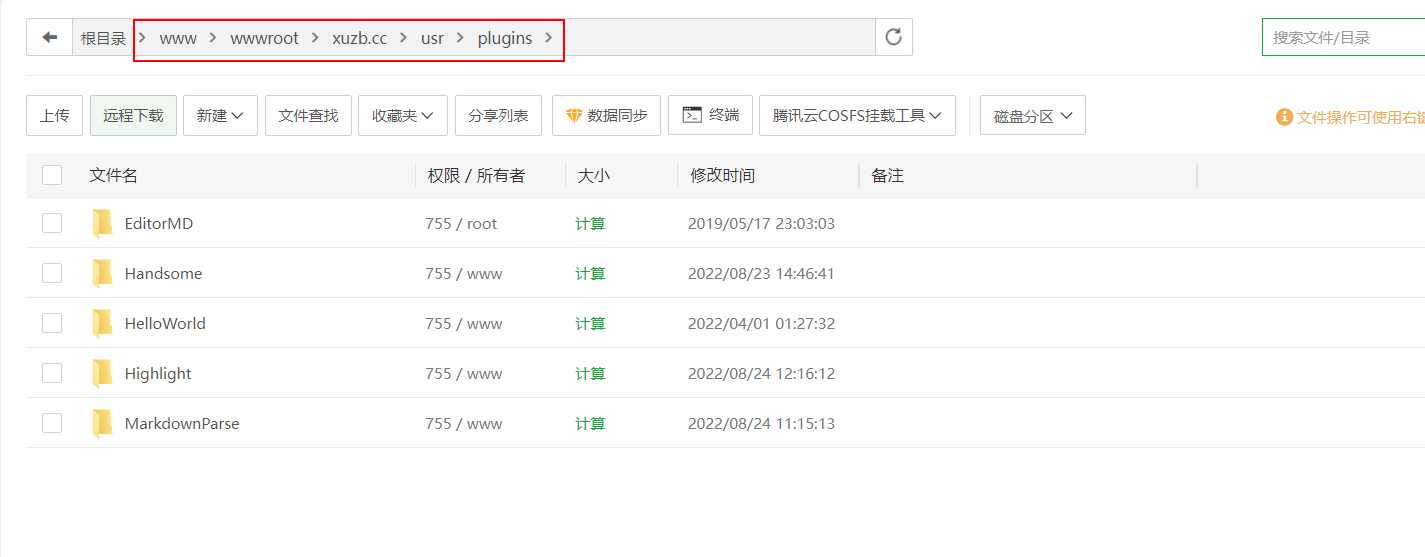 根目录 www wwwroot xuzb.cc usr plugins 搜索文件/目录
上传 远程下载 新建 文件查找 收藏夹 分享列表 数据同步 终端 腾讯云COSFS挂载工具 磁盘分区 文件操作可使用右键
文件名 权限 / 所有者 大小 修改时间 备注
EditorMD 755 / root 计算 2019/05/17 23:03:03
Handsome 755 / www 计算 2022/08/23 14:46:41
HelloWorld 755 / www 计算 2022/04/01 01:27:32
Highlight 755 / www 计算 2022/08/24 12:16:12
MarkdownParse 755 / www 计算 2022/08/24 11:15:13